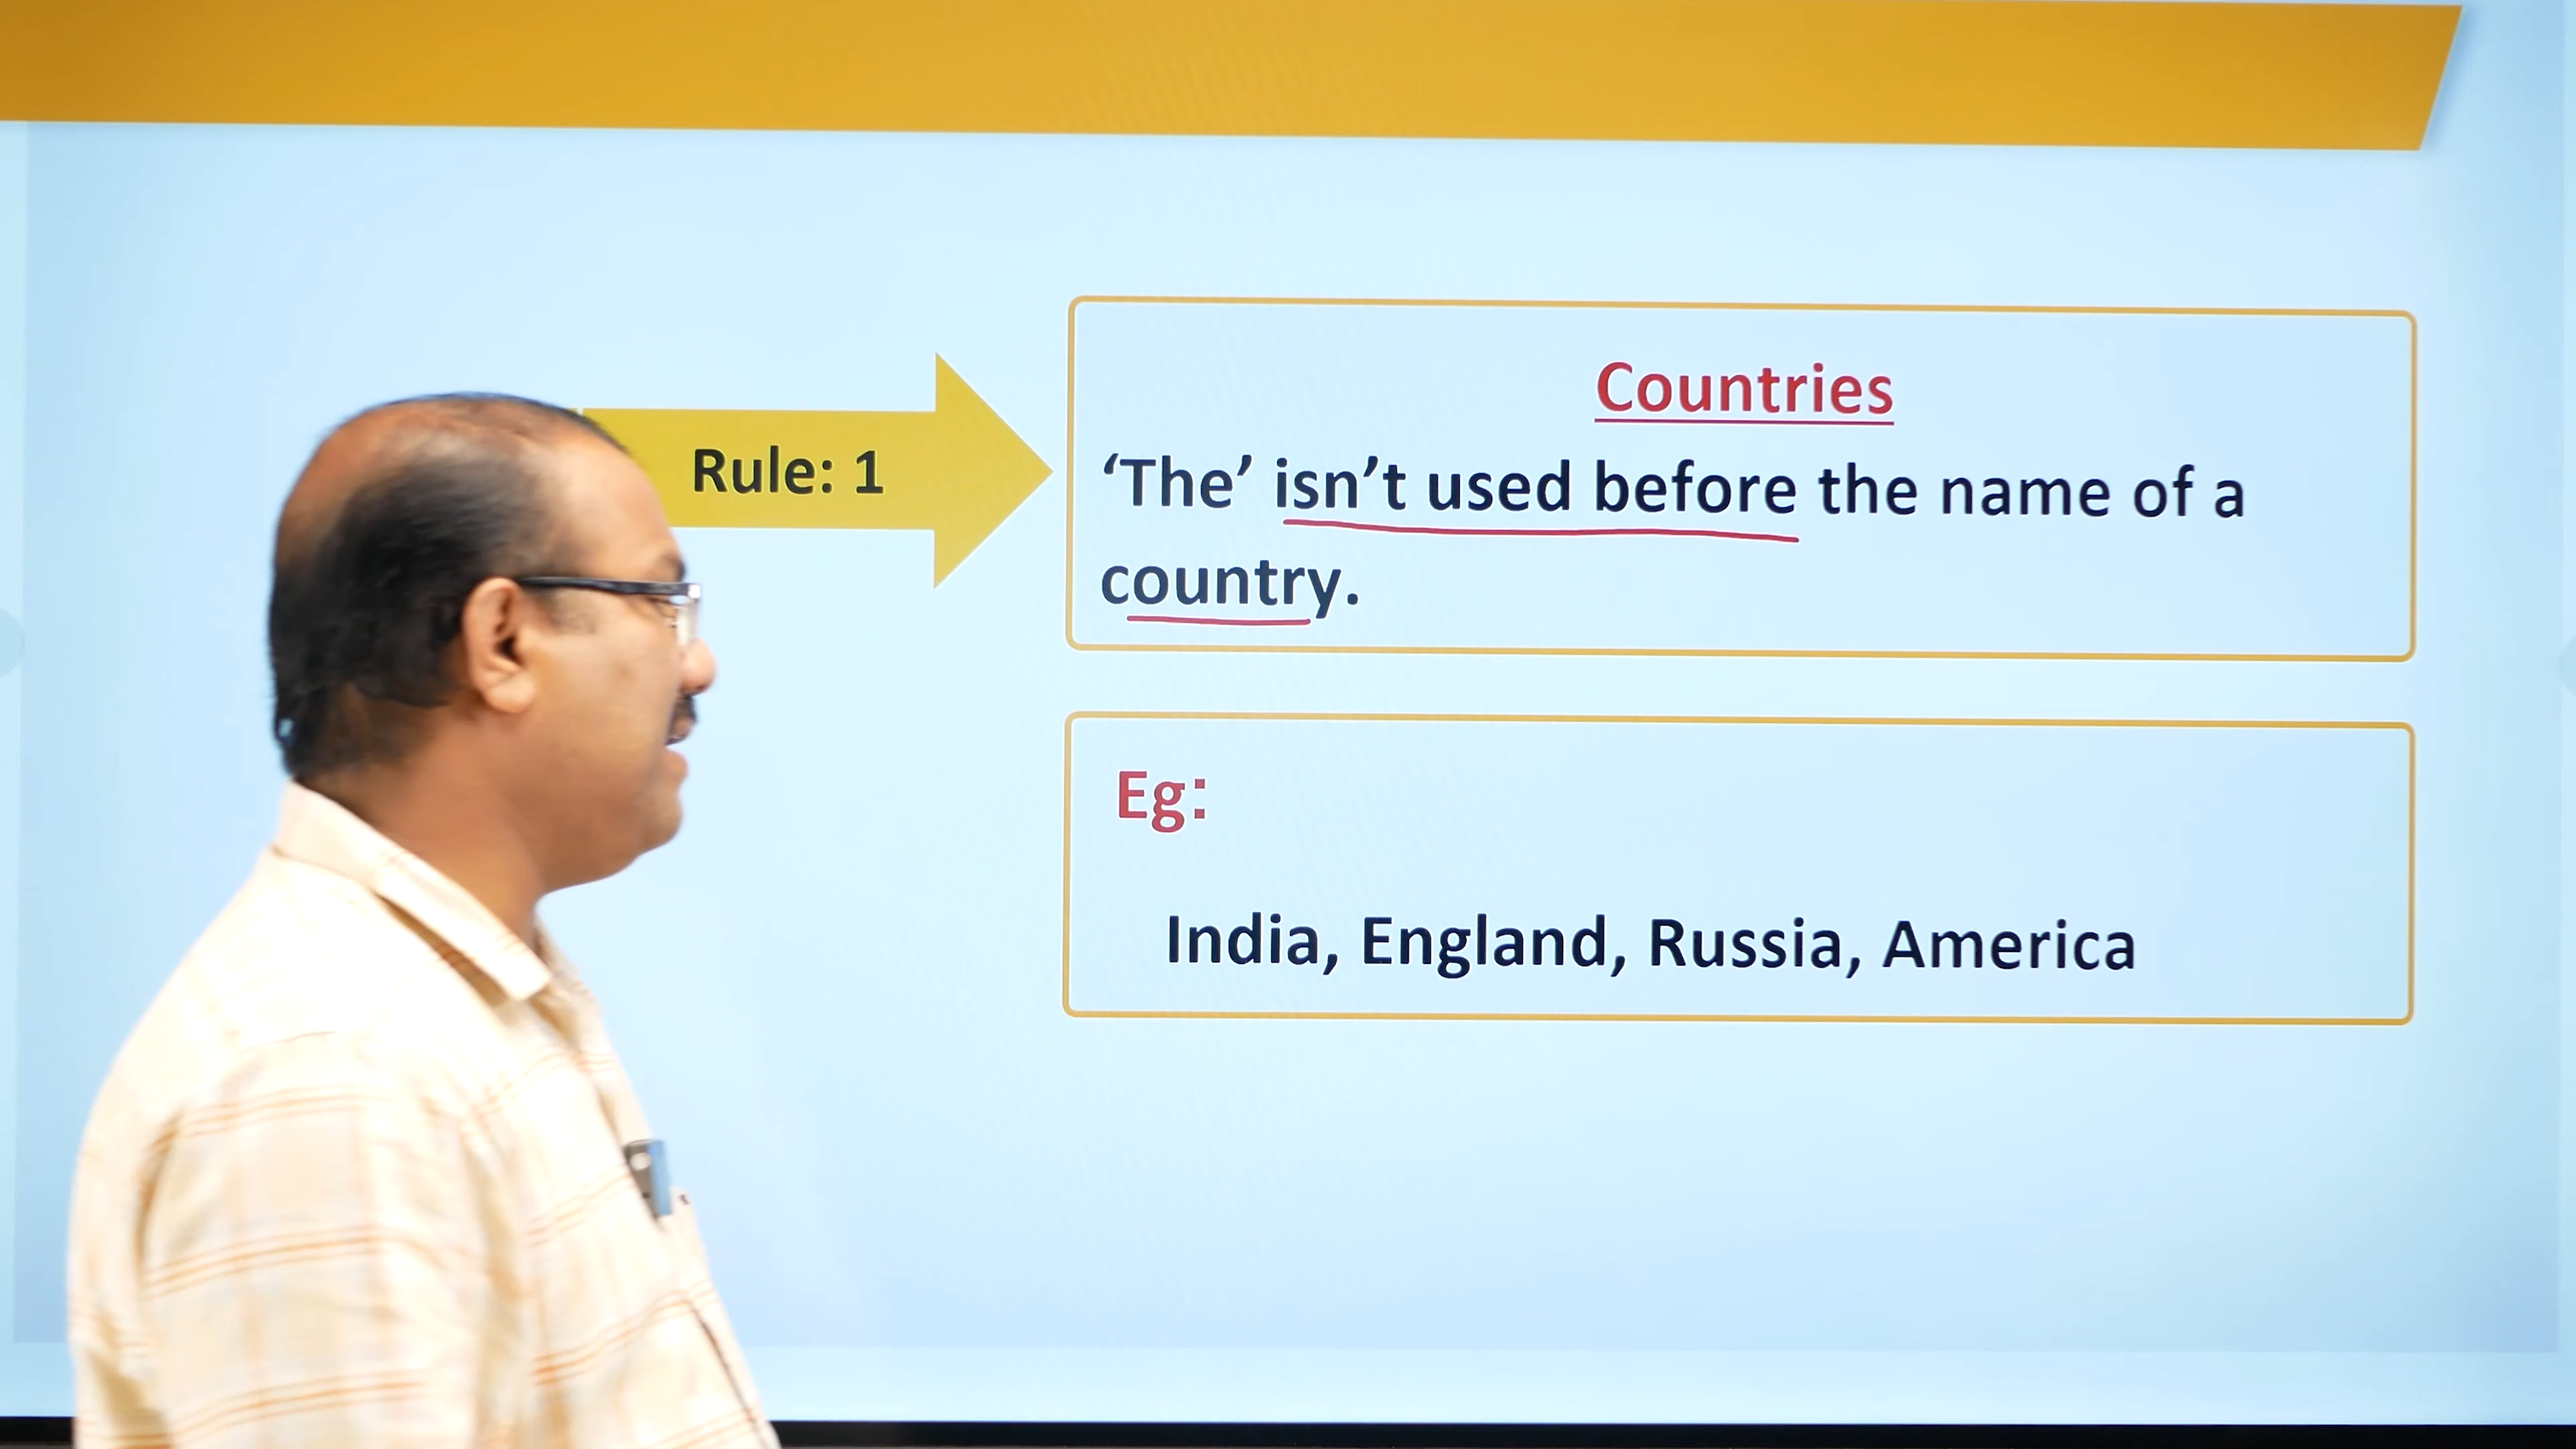 Rule: 1
Countries
‘The’ isn’t used before the name of a
country.
Eg:
India, England, Russia, America